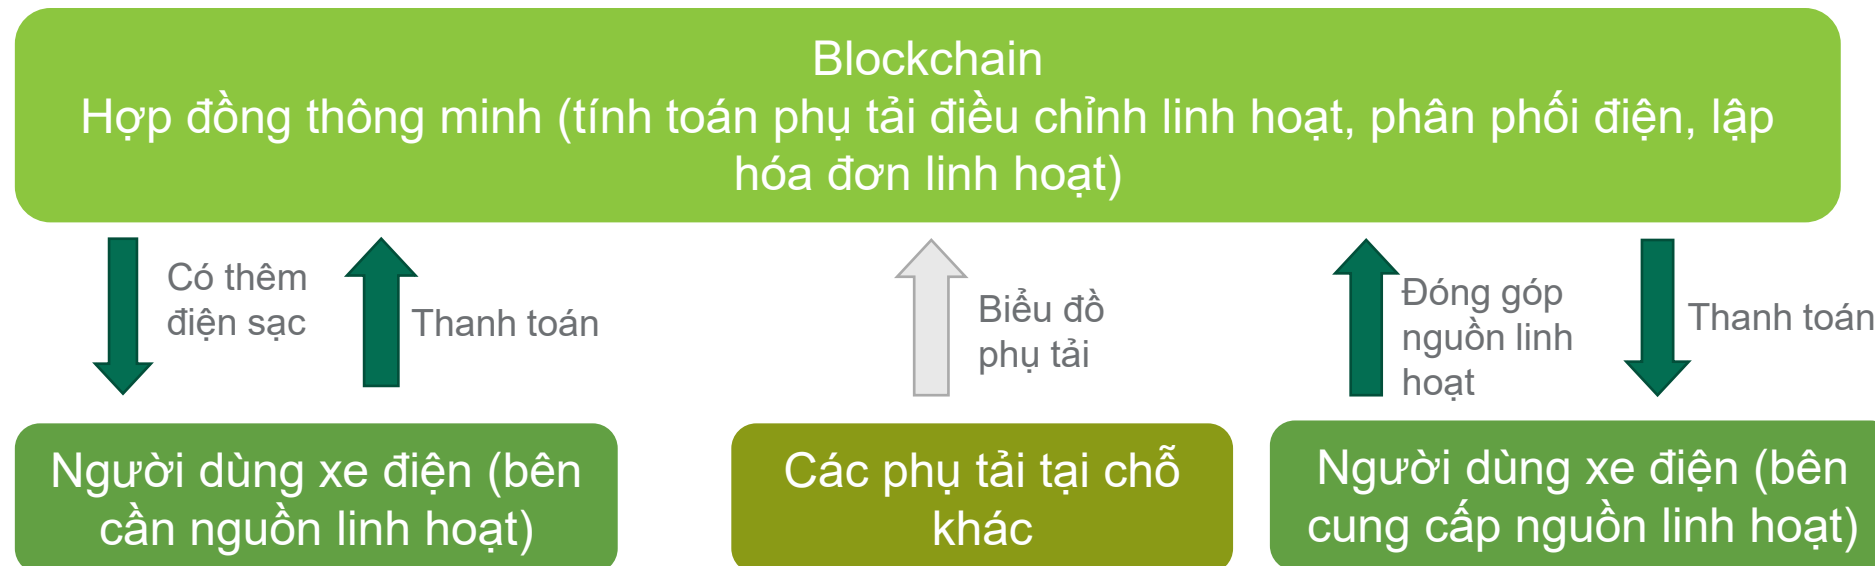 Blockchain
Hợp đồng thông minh (tính toán phụ tải điều chỉnh linh hoạt, phân phối điện, lập
hóa đơn linh hoạt)
Có thêm
điện sạc
Thanh toán
Biểu đồ
phụ tải
Đóng góp
nguồn linh
hoạt
Thanh toán
Người dùng xe điện (bên
cần nguồn linh hoạt)
Các phụ tải tại chỗ
khác
Người dùng xe điện (bên
cung cấp nguồn linh hoạt)